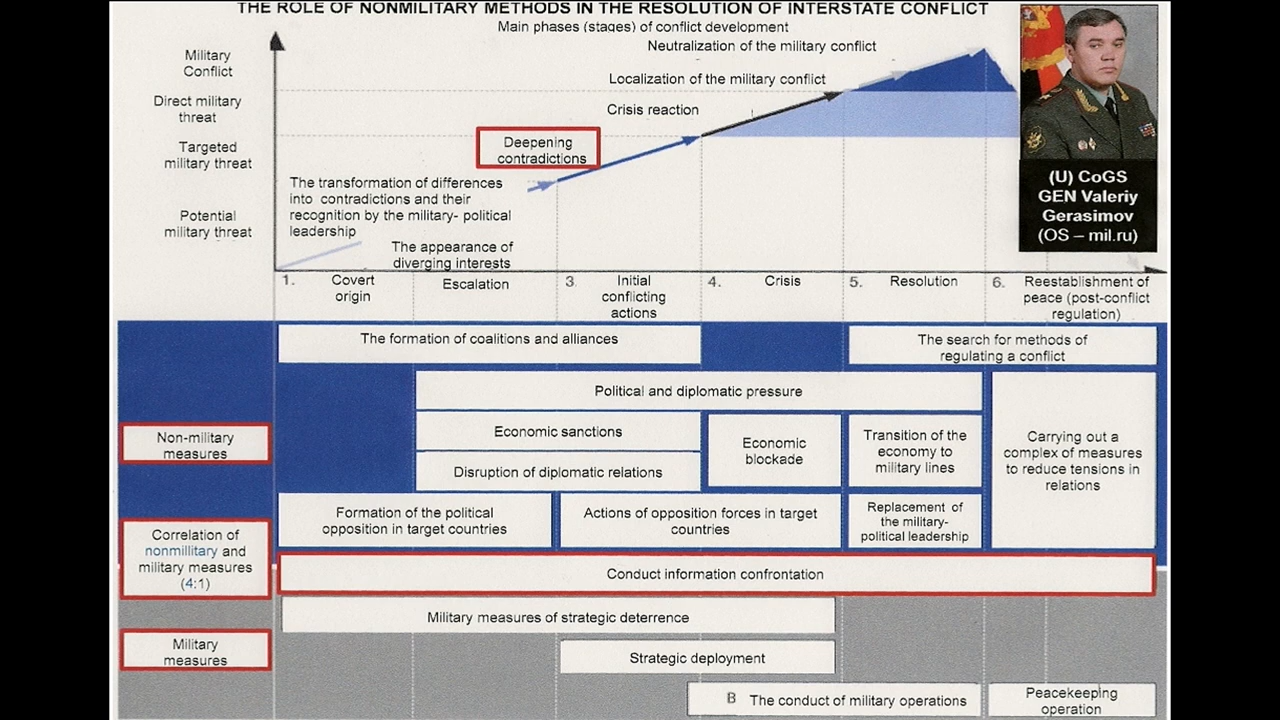 THE ROLE OF NONMILITARY METHODS IN THE RESOLUTION OF INTERSTATE CONFLICT
Main phases (stages) of conflict development
Neutralization of the military conflict
Military
Conflict
Localization of the military conflict
Direct military
threat
Crisis reaction
Targeted
military threat
Deepening
contradictions
The transformation of differences
into contradictions and their
recognition by the military- political
leadership
Potential
military threat
The appearance of
diverging interests
(U) CoGS
GEN Valeriy
Gerasimov
(OS – mil.ru)
1. Covert
origin
Escalation
3. Initial
conflicting
actions
4. Crisis
5. Resolution
6. Reestablishment of
peace (post-conflict
regulation)
The formation of coalitions and alliances
The search for methods of
regulating a conflict
Political and diplomatic pressure
Non-military
measures
Economic sanctions
Disruption of diplomatic relations
Economic
blockade
Transition of the
economy to
military lines
Carrying out a
complex of measures
to reduce tensions in
relations
Formation of the political
opposition in target countries
Actions of opposition forces in target
countries
Replacement of
the military-
political leadership
Correlation of
nonmillitary and
military measures
(4:1)
Conduct information confrontation
Military measures of strategic deterrence
Military
measures
Strategic deployment
B The conduct of military operations
Peacekeeping
operation